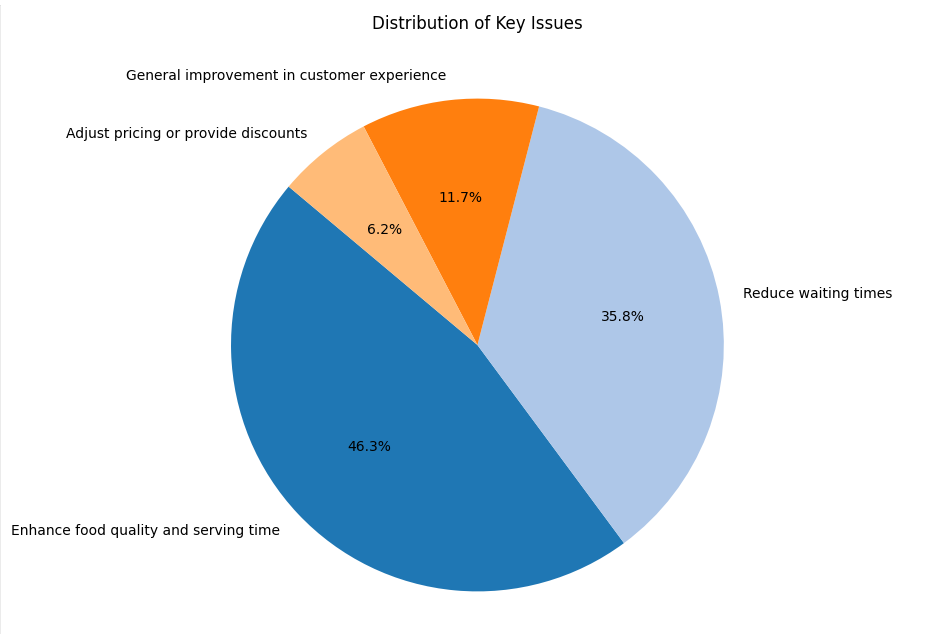 Distribution of Key Issues
General improvement in customer experience
Adjust pricing or provide discounts
11.7%
6.2%
Reduce waiting times
35.8%
46.3%
Enhance food quality and serving time